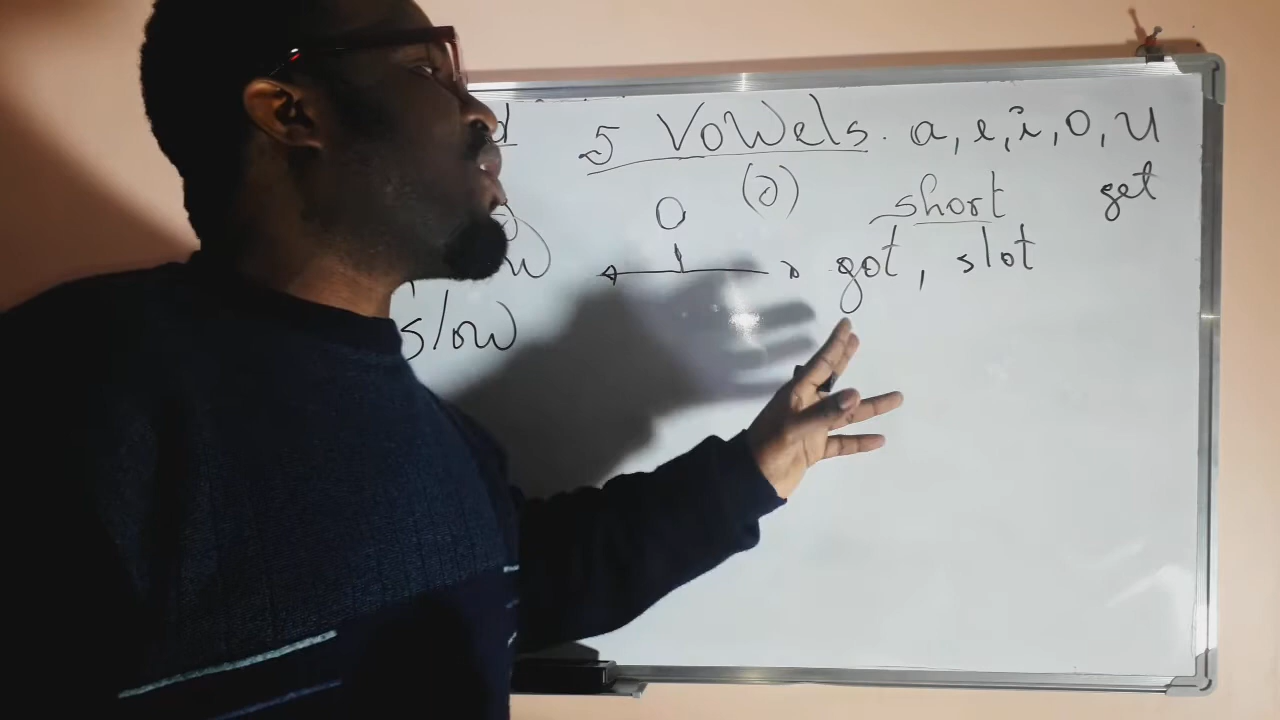 5 Vowels. a, e, i, o, u
(o)
o short get
got, slot
slow